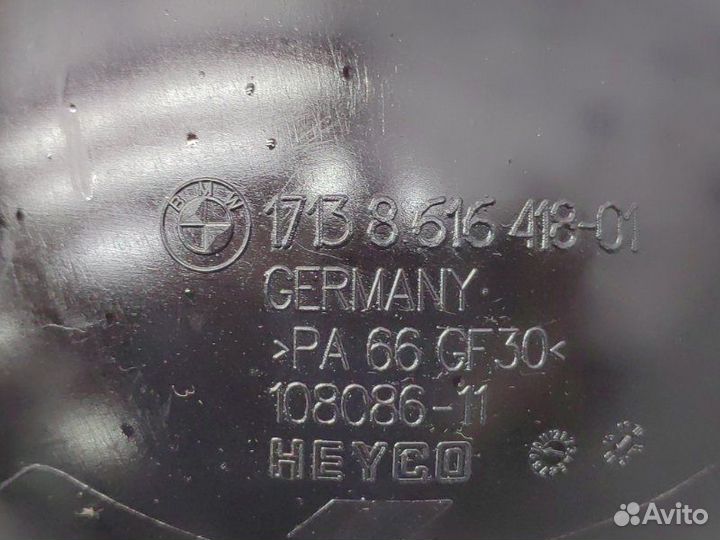 BMW 1713 8 616 418-01
GERMANY
>PA 66 GF30<
108086-11
HEYCO
Avito